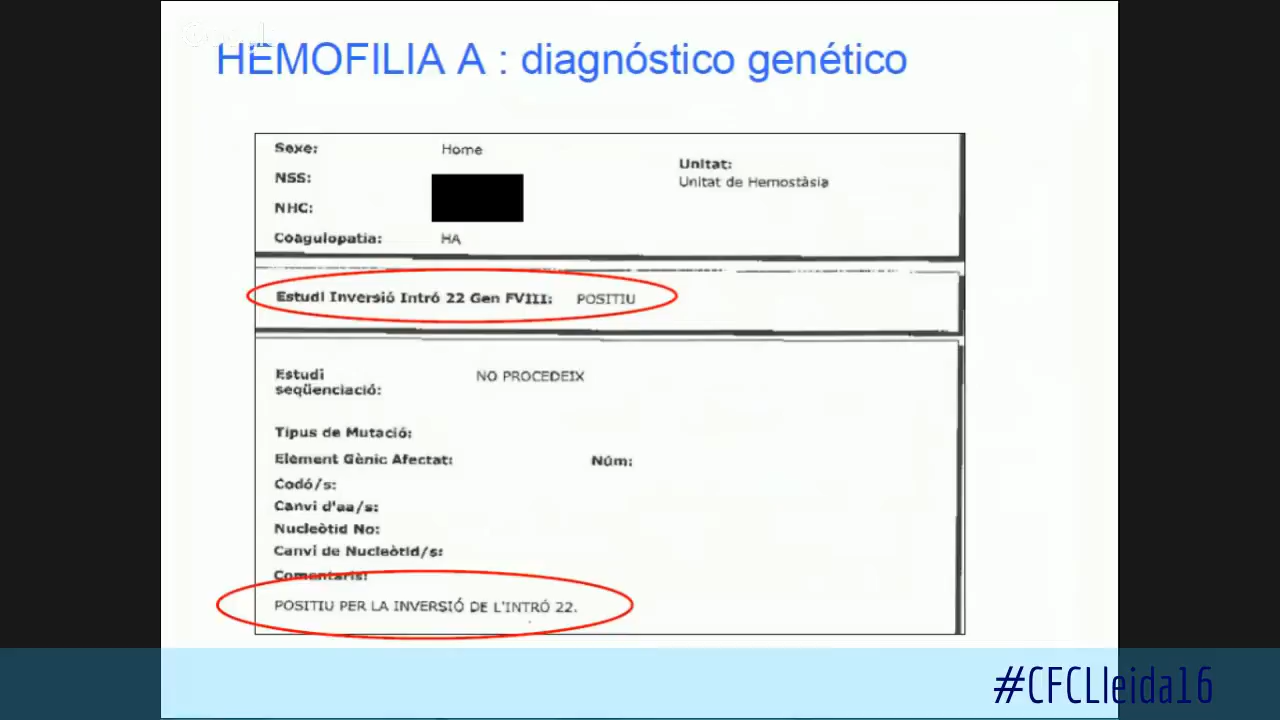 HEMOFILIA A : diagnóstico genético
Sexe: Home
NSS:
NHC:
Coagulopatia: HA
Unitat:
Unitat de Hemostàsia
Estudi Inversió Intró 22 Gen FVIII: POSITIU
Estudi
seqüenciació: NO PROCEDEIX
Tipus de Mutació:
Element Gènic Afectat: Núm:
Codó/s:
Canvi d'aa/s:
Nucleòtid No:
Canvi de Nucleòtid/s:
Comentaris:
POSITIU PER LA INVERSIÓ DE L'INTRÓ 22.
#CFCLleida16